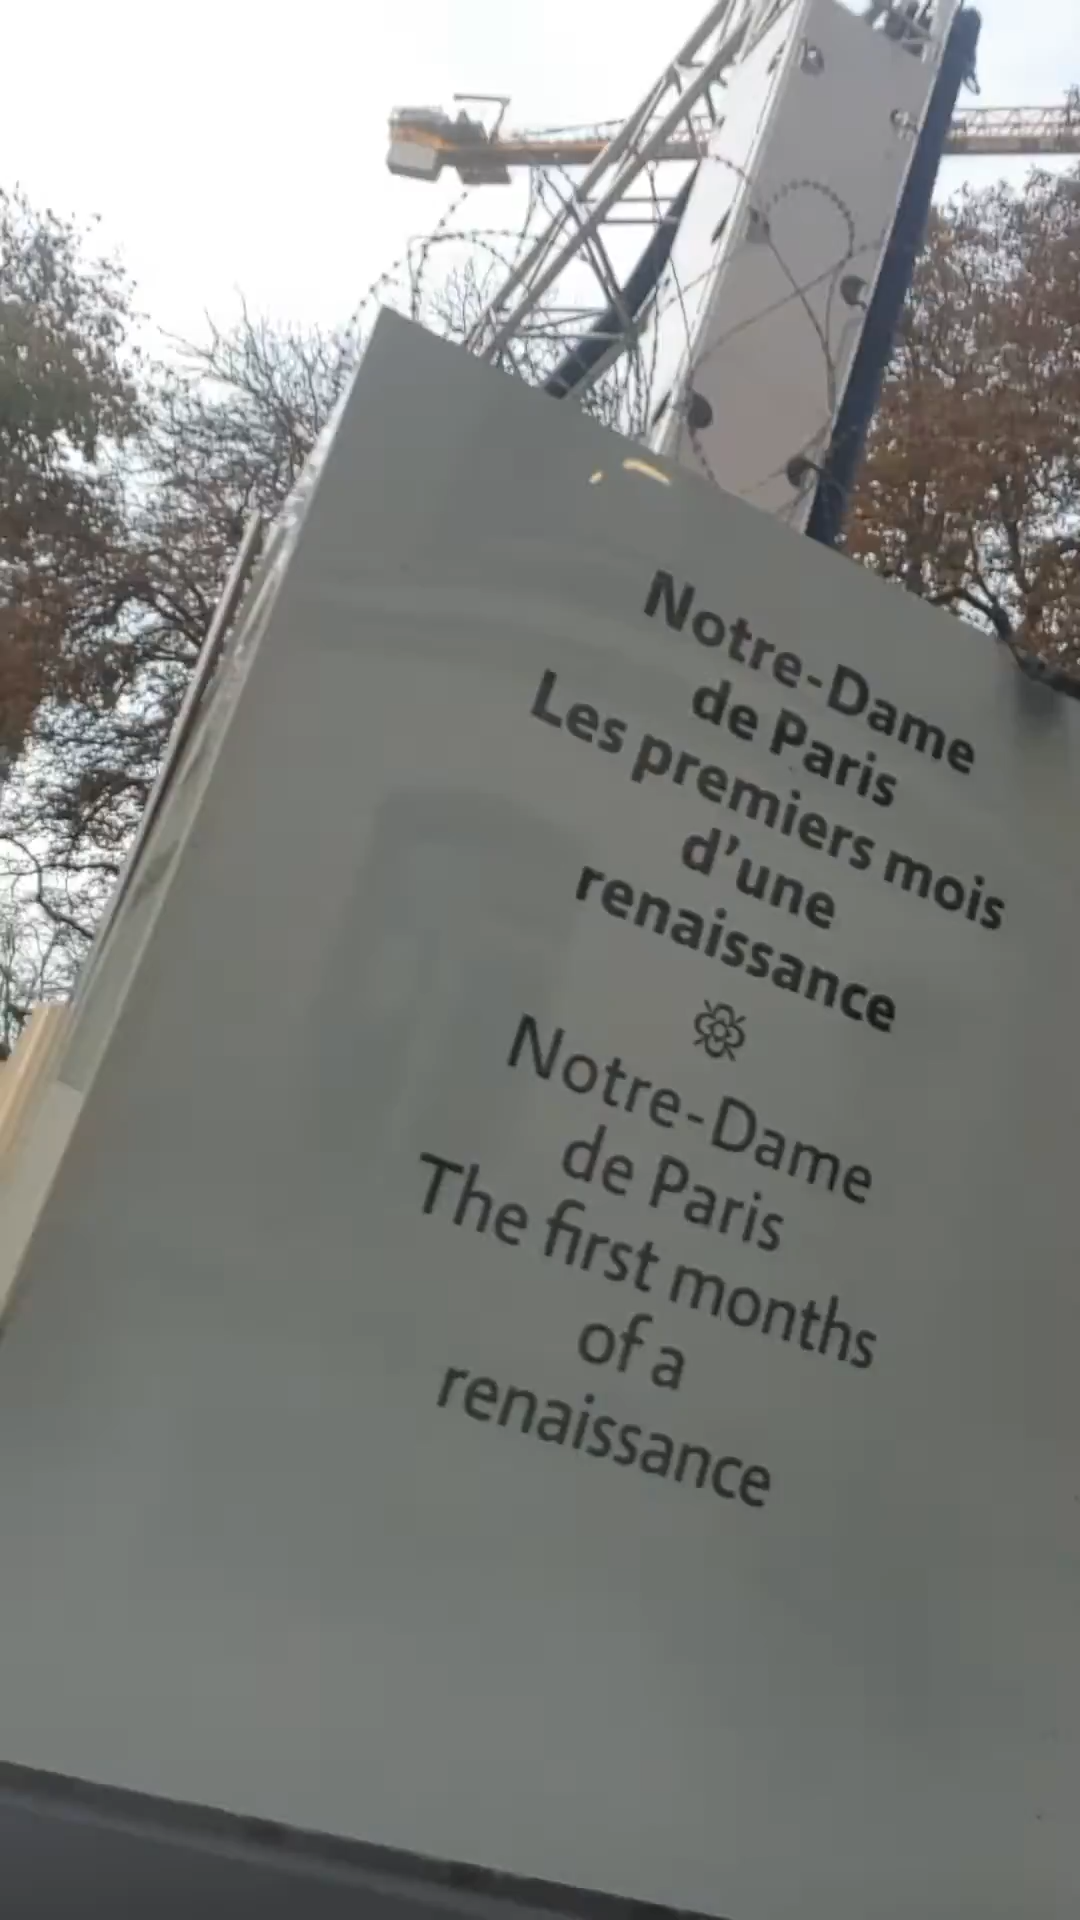 Notre-Dame
de Paris
Les premiers mois
d’une
renaissance
Notre-Dame
de Paris
The first months
of a
renaissance